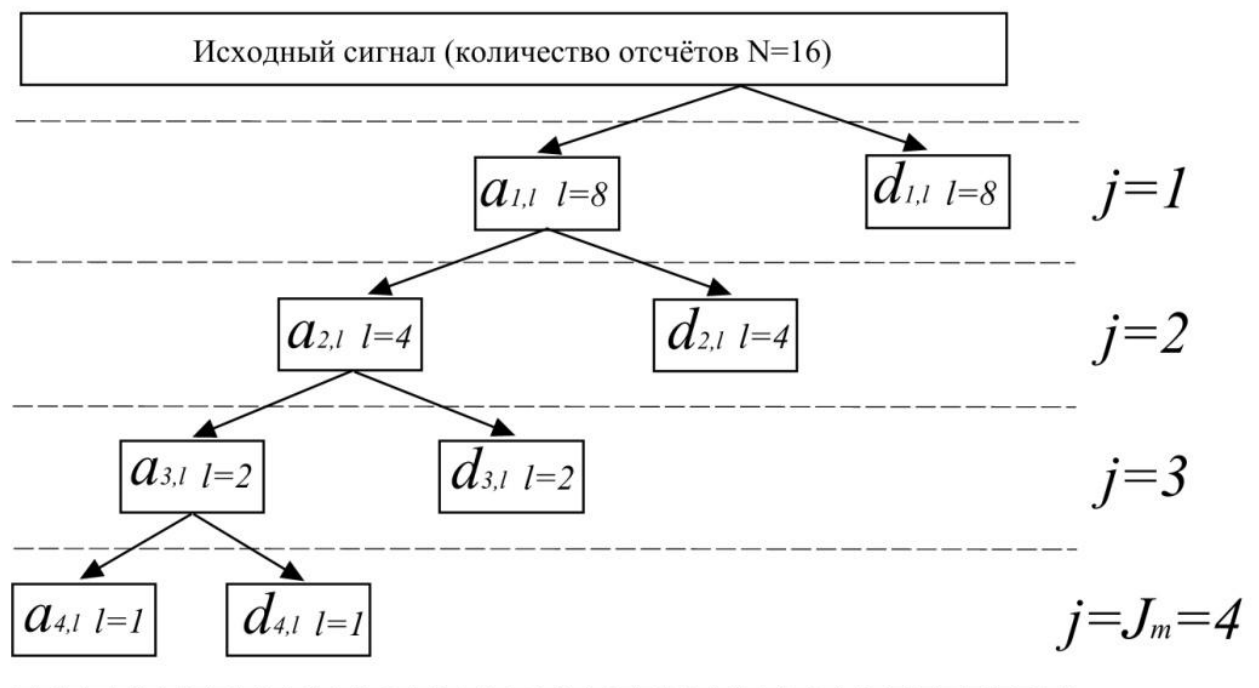 Исходный сигнал (количество отсчётов N=16)
a1,l l=8 d1,l l=8 j=1
a2,l l=4 d2,l l=4 j=2
a3,l l=2 d3,l l=2 j=3
a4,l l=1 d4,l l=1 j=Jm=4